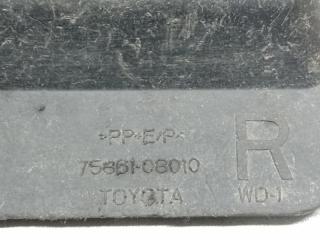 >PP+E/P<
75861-08010
TOYOTA
R
WD-1